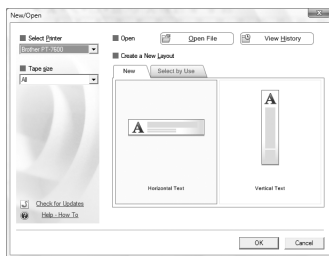 New/Open
Select Printer
Brother PT-7600
Tape size
All
Check for Updates
Help - How To
Open
Open File
View History
Create a New Layout
New
Select by Use
A
Horizontal Text
A
Vertical Text
OK
Cancel